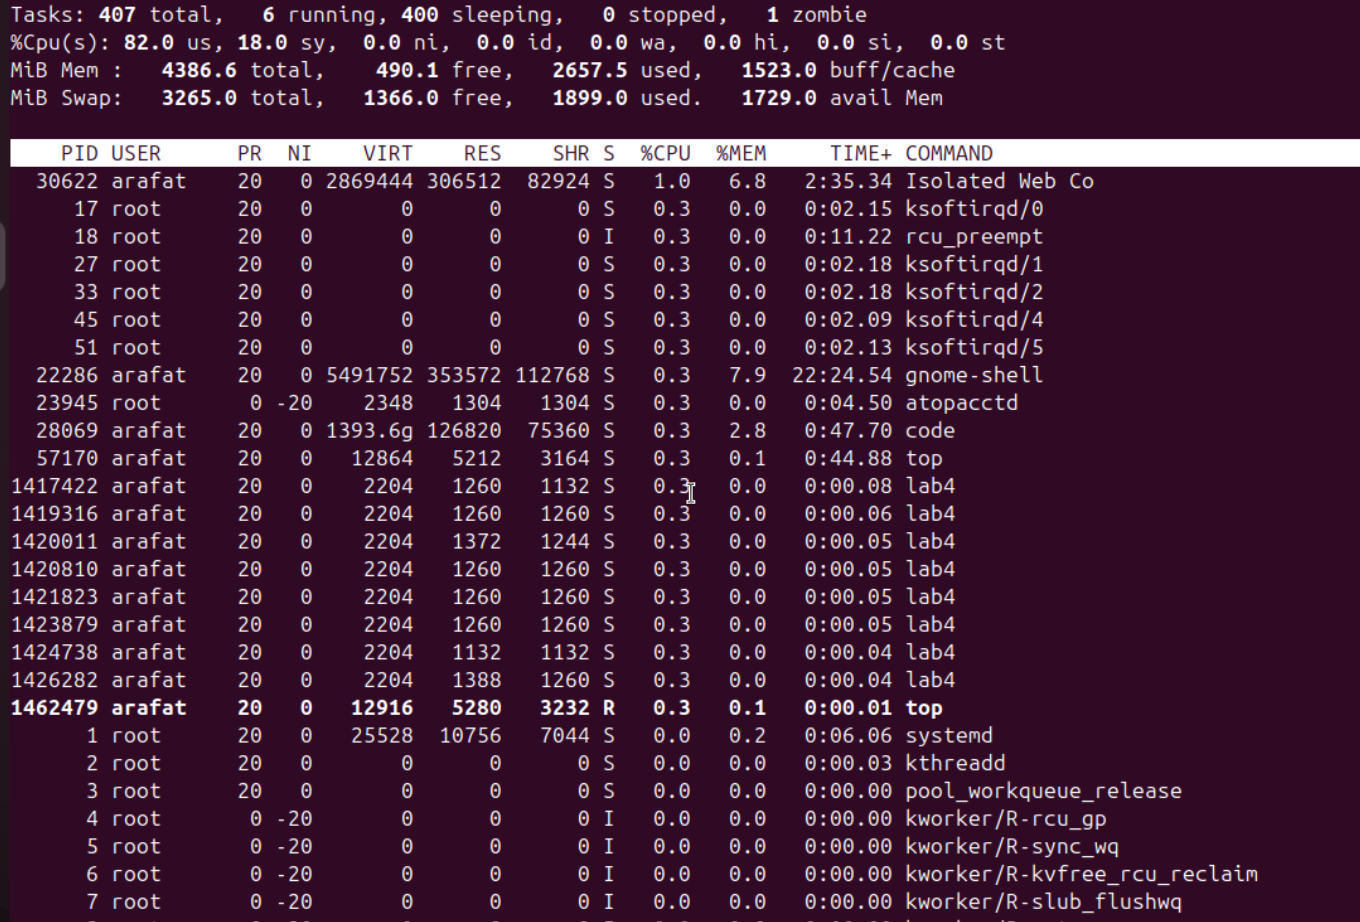 Tasks: 407 total,   6 running, 400 sleeping,   0 stopped,   1 zombie
%Cpu(s): 82.0 us, 18.0 sy,  0.0 ni,  0.0 id,  0.0 wa,  0.0 hi,  0.0 si,  0.0 st
MiB Mem :   4386.6 total,    490.1 free,   2657.5 used,   1523.0 buff/cache
MiB Swap:   3265.0 total,   1366.0 free,   1899.0 used.   1729.0 avail Mem
PID USER      PR  NI    VIRT    RES    SHR S  %CPU  %MEM     TIME+ COMMAND
30622 arafat    20   0 2869444 306512  82924 S   1.0   6.8   2:35.34 Isolated Web Co
17 root      20   0       0      0      0 S   0.3   0.0   0:02.15 ksoftirqd/0
18 root      20   0       0      0      0 I   0.3   0.0   0:11.22 rcu_preempt
27 root      20   0       0      0      0 S   0.3   0.0   0:02.18 ksoftirqd/1
33 root      20   0       0      0      0 S   0.3   0.0   0:02.18 ksoftirqd/2
45 root      20   0       0      0      0 S   0.3   0.0   0:02.09 ksoftirqd/4
51 root      20   0       0      0      0 S   0.3   0.0   0:02.13 ksoftirqd/5
22286 arafat    20   0 5491752 353572 112768 S   0.3   7.9  22:24.54 gnome-shell
23945 root       0 -20    2348   1304   1304 S   0.3   0.0   0:04.50 atopacctd
28069 arafat    20   0 1393.6g 126820  75360 S   0.3   2.8   0:47.70 code
57170 arafat    20   0   12864   5212   3164 S   0.3   0.1   0:44.88 top
1417422 arafat    20   0    2204   1260   1132 S   0.3   0.0   0:00.08 lab4
1419316 arafat    20   0    2204   1260   1260 S   0.3   0.0   0:00.06 lab4
1420011 arafat    20   0    2204   1372   1244 S   0.3   0.0   0:00.05 lab4
1420810 arafat    20   0    2204   1260   1260 S   0.3   0.0   0:00.05 lab4
1421823 arafat    20   0    2204   1260   1260 S   0.3   0.0   0:00.05 lab4
1423879 arafat    20   0    2204   1260   1260 S   0.3   0.0   0:00.05 lab4
1424738 arafat    20   0    2204   1132   1132 S   0.3   0.0   0:00.04 lab4
1426282 arafat    20   0    2204   1388   1260 S   0.3   0.0   0:00.04 lab4
1462479 arafat    20   0   12916   5280   3232 R   0.3   0.1   0:00.01 top
1 root      20   0   25528  10756   7044 S   0.0   0.2   0:06.06 systemd
2 root      20   0       0      0      0 S   0.0   0.0   0:00.03 kthreadd
3 root      20   0       0      0      0 S   0.0   0.0   0:00.00 pool_workqueue_release
4 root       0 -20       0      0      0 I   0.0   0.0   0:00.00 kworker/R-rcu_gp
5 root       0 -20       0      0      0 I   0.0   0.0   0:00.00 kworker/R-sync_wq
6 root       0 -20       0      0      0 I   0.0   0.0   0:00.00 kworker/R-kvfree_rcu_reclaim
7 root       0 -20       0      0      0 I   0.0   0.0   0:00.00 kworker/R-slub_flushwq